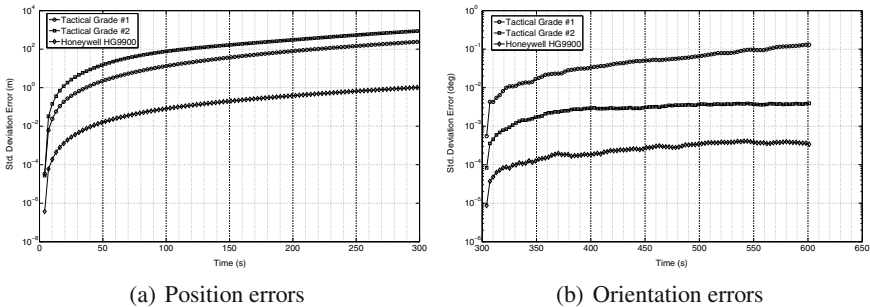 Tactical Grade #1
Tactical Grade #2
Honeywell HG9900
Std. Deviation Error (m)
10^4
10^2
10^0
10^−2
10^−4
10^−6
10^−8
0
50
100
150
200
250
300
Time (s)
(a) Position errors
Tactical Grade #1
Tactical Grade #2
Honeywell HG9900
Std. Deviation Error (deg)
10^0
10^−1
10^−2
10^−3
10^−4
10^−5
10^−6
300
350
400
450
500
550
600
650
Time (s)
(b) Orientation errors